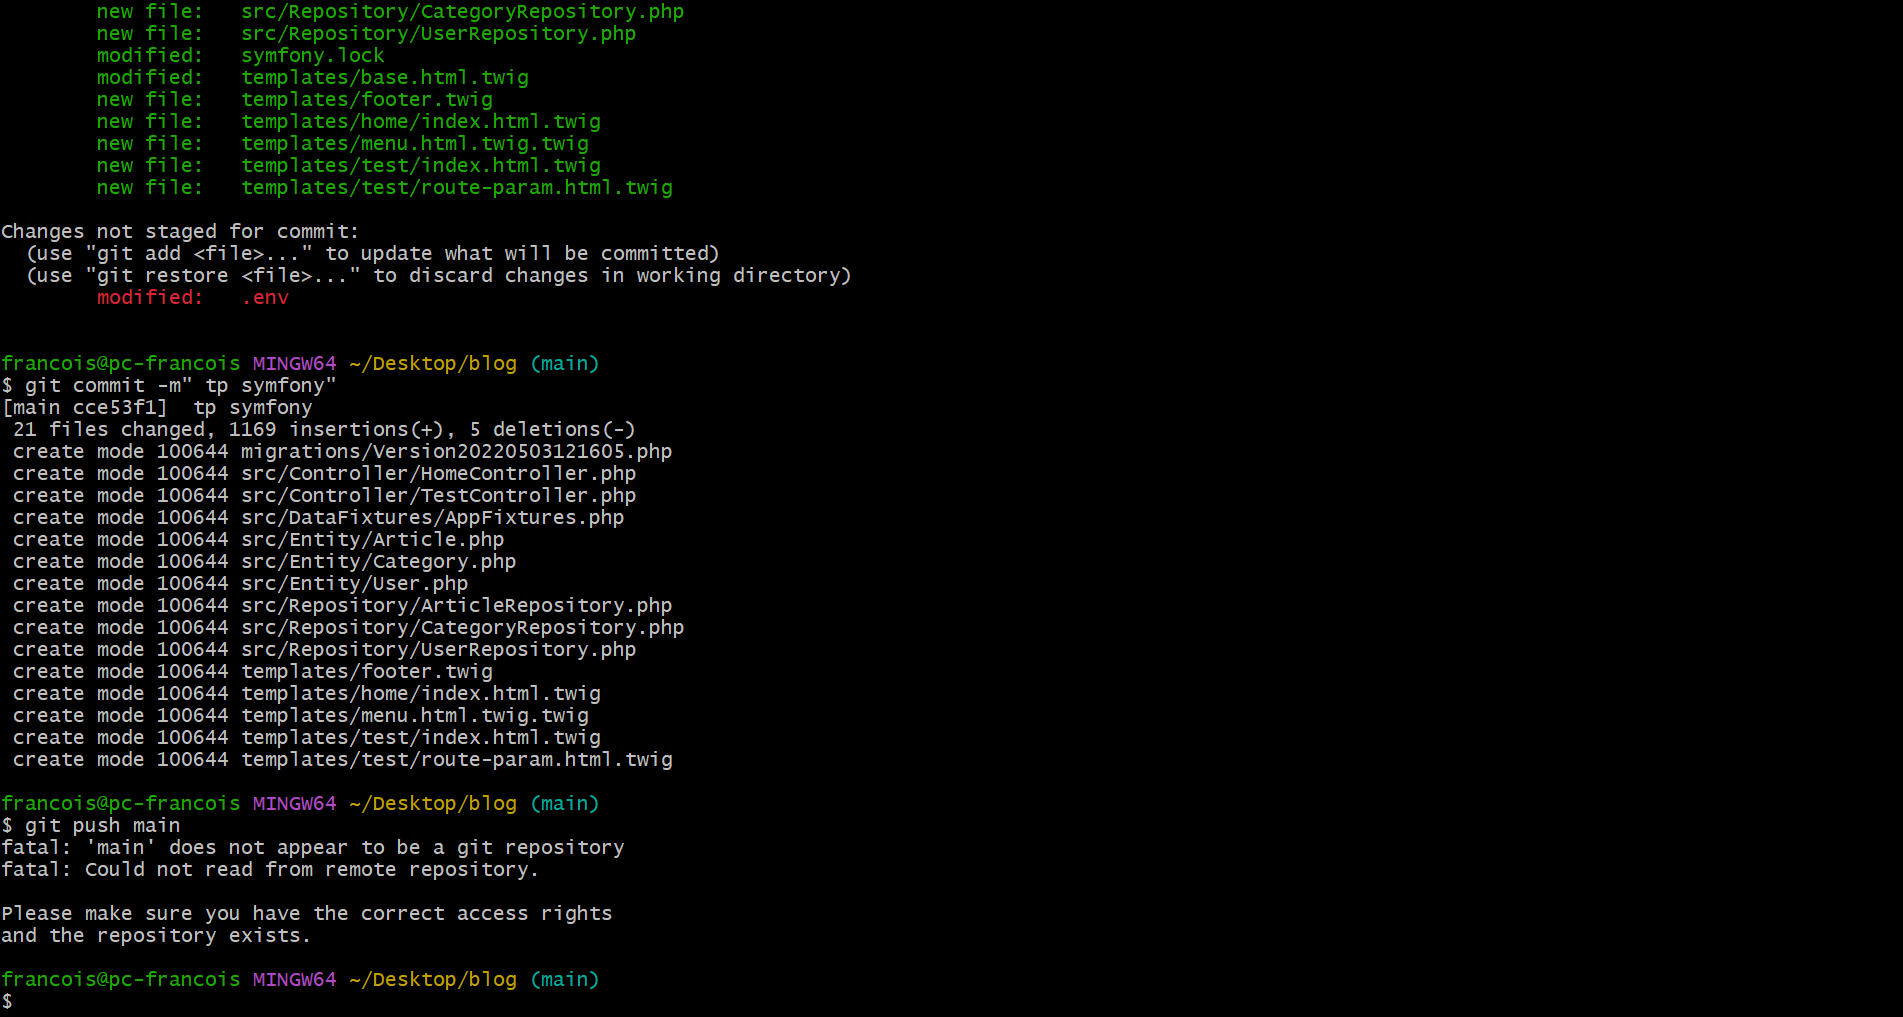 new file:   src/Repository/CategoryRepository.php
new file:   src/Repository/UserRepository.php
modified:   symfony.lock
modified:   templates/base.html.twig
new file:   templates/footer.twig
new file:   templates/home/index.html.twig
new file:   templates/menu.html.twig.twig
new file:   templates/test/index.html.twig
new file:   templates/test/route-param.html.twig
Changes not staged for commit:
(use "git add <file>..." to update what will be committed)
(use "git restore <file>..." to discard changes in working directory)
modified:   .env
francois@pc-francois MINGW64 ~/Desktop/blog (main)
$ git commit -m" tp symfony"
[main cce53f1]  tp symfony
21 files changed, 1169 insertions(+), 5 deletions(-)
create mode 100644 migrations/Version20220503121605.php
create mode 100644 src/Controller/HomeController.php
create mode 100644 src/Controller/TestController.php
create mode 100644 src/DataFixtures/AppFixtures.php
create mode 100644 src/Entity/Article.php
create mode 100644 src/Entity/Category.php
create mode 100644 src/Entity/User.php
create mode 100644 src/Repository/ArticleRepository.php
create mode 100644 src/Repository/CategoryRepository.php
create mode 100644 src/Repository/UserRepository.php
create mode 100644 templates/footer.twig
create mode 100644 templates/home/index.html.twig
create mode 100644 templates/menu.html.twig.twig
create mode 100644 templates/test/index.html.twig
create mode 100644 templates/test/route-param.html.twig
francois@pc-francois MINGW64 ~/Desktop/blog (main)
$ git push main
fatal: 'main' does not appear to be a git repository
fatal: Could not read from remote repository.
Please make sure you have the correct access rights
and the repository exists.
francois@pc-francois MINGW64 ~/Desktop/blog (main)
$